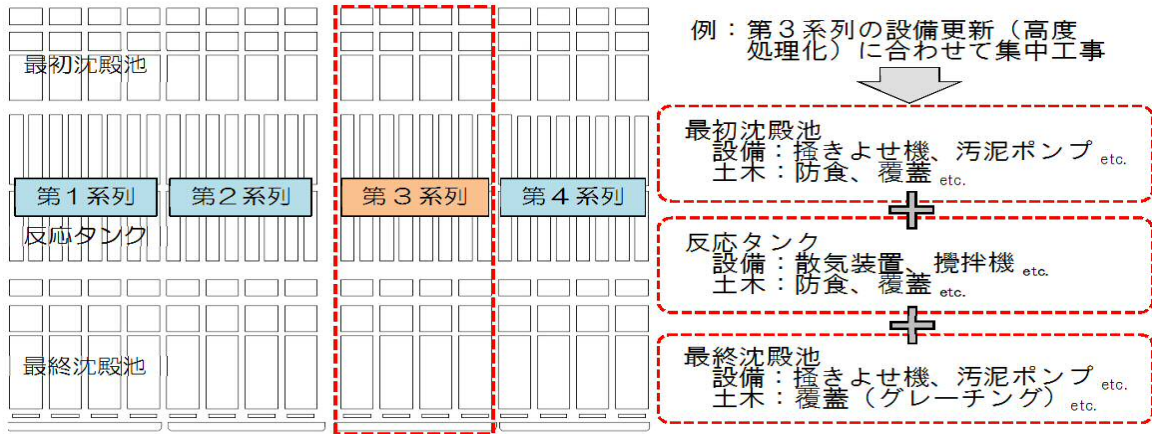 最初沈殿池
第1系列
第2系列
第3系列
第4系列
反応タンク
最終沈殿池
例：第３系列の設備更新（高度
処理化）に合わせて集中工事
最初沈殿池
設備：掻きよせ機、汚泥ポンプ etc.
土木：防食、覆蓋 etc.
反応タンク
設備：散気装置、攪拌機 etc.
土木：防食、覆蓋 etc.
最終沈殿池
設備：掻きよせ機、汚泥ポンプ etc.
土木：覆蓋（グレーチング）etc.